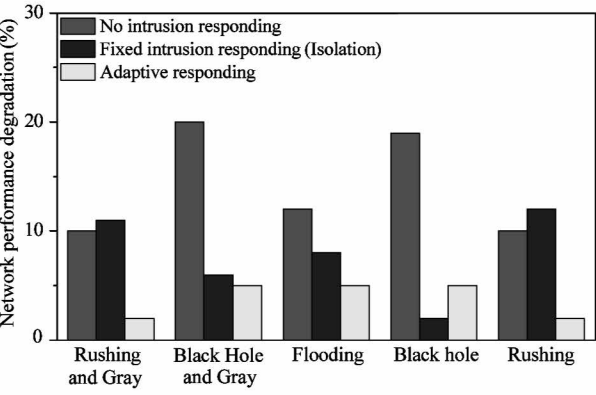 Network performance degradation (%)
30
20
10
0
No intrusion responding
Fixed intrusion responding (Isolation)
Adaptive responding
Rushing
and Gray
Black Hole
and Gray
Flooding
Black hole
Rushing